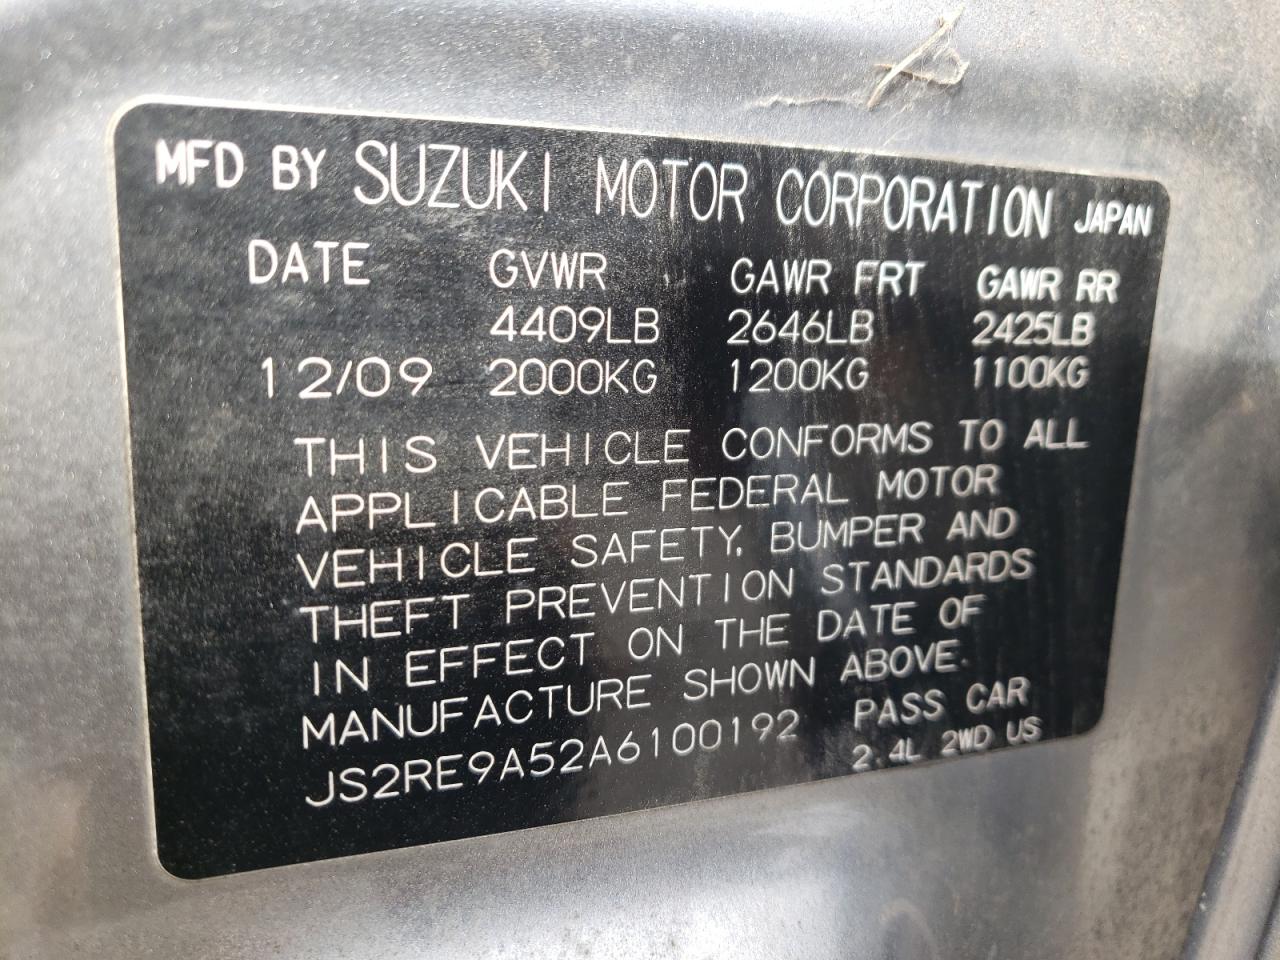 MFD BY SUZUKI MOTOR CORPORATION JAPAN
DATE GVWR GAWR FRT GAWR RR
4409LB 2646LB 2425LB
12/09 2000KG 1200KG 1100KG
THIS VEHICLE CONFORMS TO ALL
APPLICABLE FEDERAL MOTOR
VEHICLE SAFETY, BUMPER AND
THEFT PREVENTION STANDARDS
IN EFFECT ON THE DATE OF
MANUFACTURE SHOWN ABOVE.
JS2RE9A52A6100192 PASS CAR
2.4L 2WD US